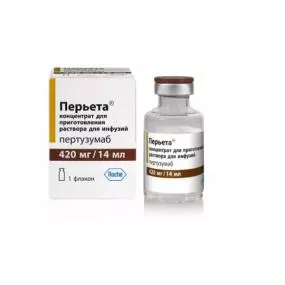 Перьета®
концентрат для
приготовления
раствора для инфузий
пертузумаб
420 мг/14 мл
1 флакон
Roche
Перьета®
концентрат для приготовления
раствора для инфузий
пертузумаб
420 мг/14 мл